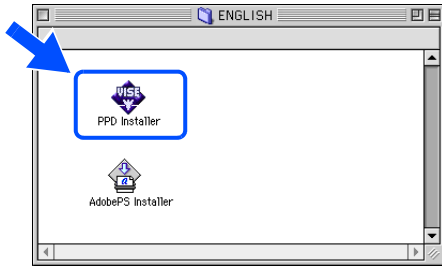 ENGLISH
VISE
PPD Installer
a
AdobePS Installer